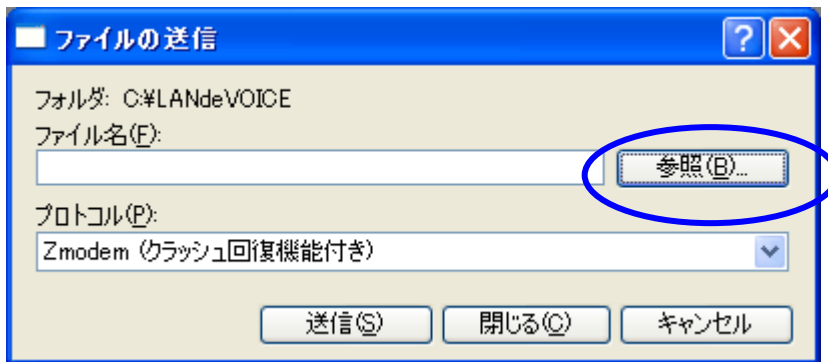 ファイルの送信
フォルダ: C:¥LANdeVOICE
ファイル名(F):
参照(B)...
プロトコル(P):
Zmodem (クラッシュ回復機能付き)
送信(S) 閉じる(C) キャンセル